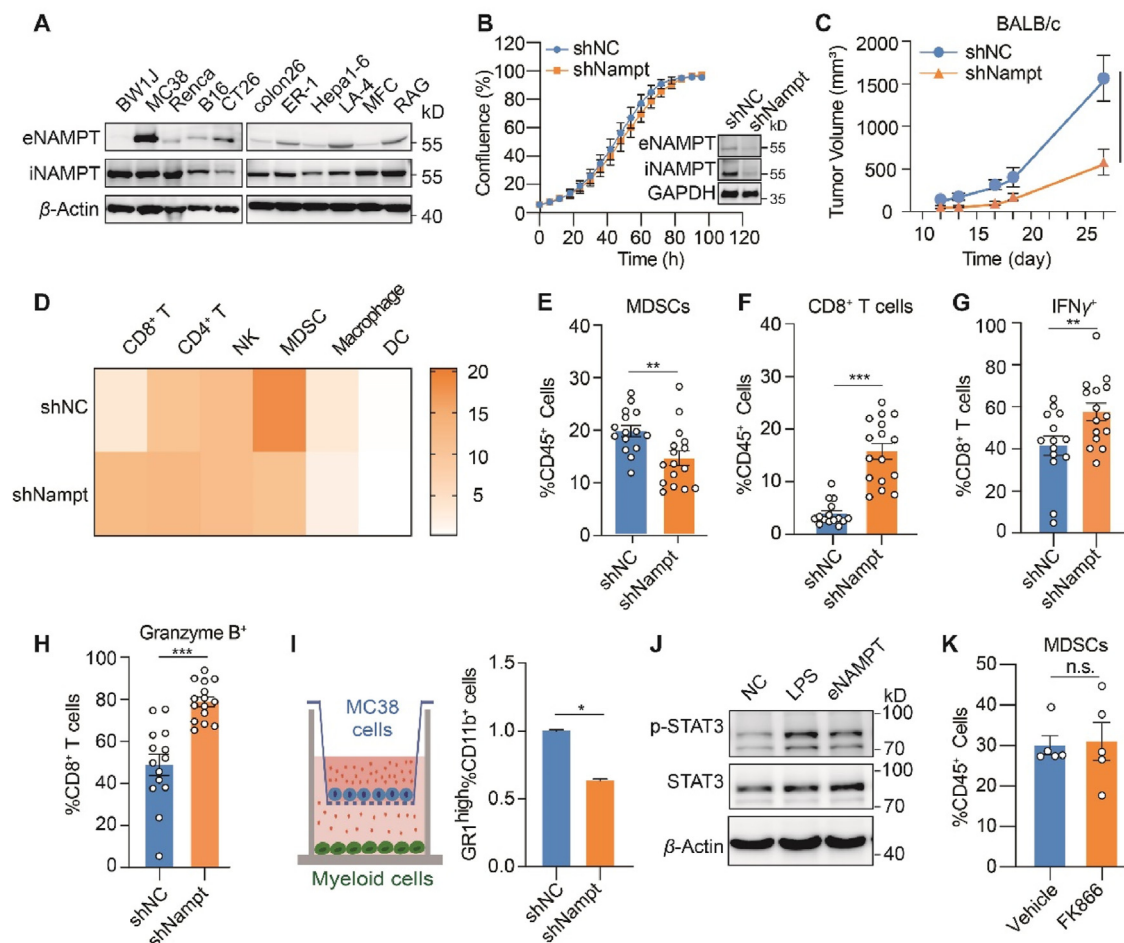 A
BW1J MC38 Renca B16 CT26 colon26 ER-1 Hepa1-6 LA-4 MFC RAG
kD
eNAMPT
55
iNAMPT
55
β-Actin
40
B
shNC
shNampt
Confluence (%)
120
100
80
60
40
20
0
0 20 40 60 80 100 120
Time (h)
shNC shNampt
kD
eNAMPT 55
iNAMPT 55
GAPDH 35
C
BALB/c
shNC
shNampt
Tumor Volume (mm³)
2000
1500
1000
500
0
10 15 20 25
Time (day)
D
CD8⁺ T CD4⁺ T NK MDSC Macrophage DC
shNC
shNampt
20
15
10
5
E
MDSCs
**
%CD45⁺ Cells
40
30
20
10
0
shNC shNampt
F
CD8⁺ T cells
***
%CD45⁺ Cells
40
30
20
10
0
shNC shNampt
G
IFNγ⁺
**
%CD8⁺ T cells
100
80
60
40
20
0
shNC shNampt
H
Granzyme B⁺
***
%CD8⁺ T cells
100
80
60
40
20
0
shNC shNampt
I
MC38
cells
Myeloid cells
*
GR1ʰⁱᵍʰ%CD11b⁺ cells
1.5
1.0
0.5
0.0
shNC shNampt
J
NC LPS eNAMPT
kD
p-STAT3
100
70
STAT3
100
70
β-Actin
40
K
MDSCs
n.s.
%CD45⁺ Cells
50
40
30
20
10
0
Vehicle FK866